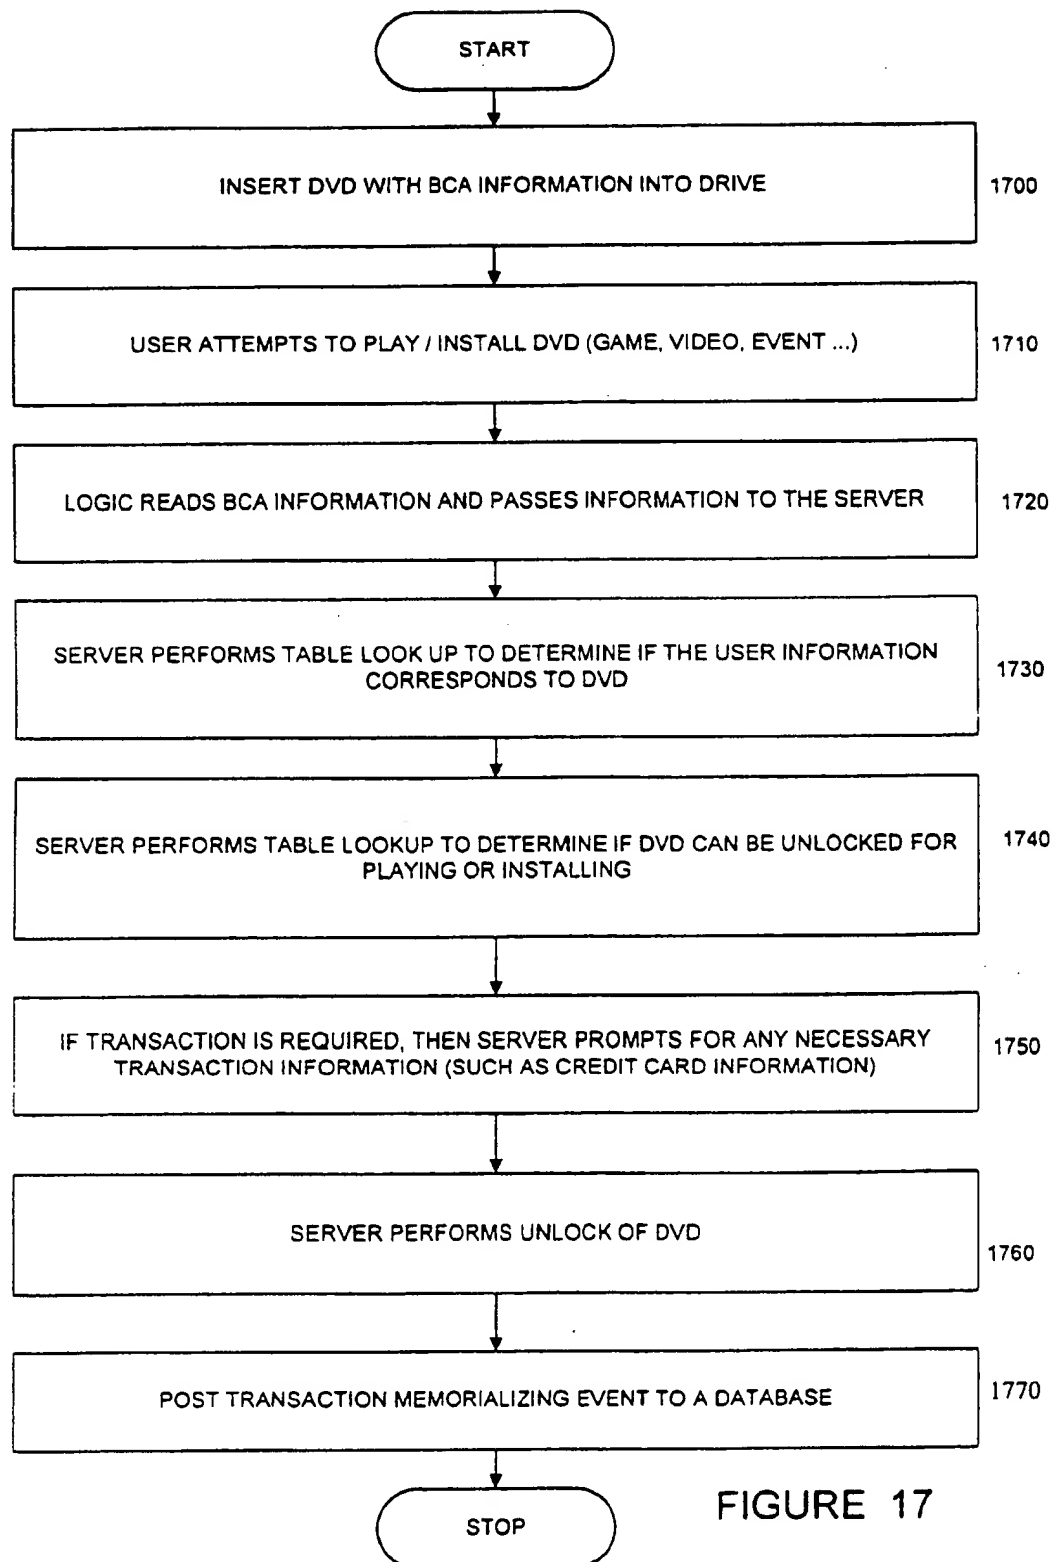 START
INSERT DVD WITH BCA INFORMATION INTO DRIVE
1700
USER ATTEMPTS TO PLAY / INSTALL DVD (GAME, VIDEO, EVENT ...)
1710
LOGIC READS BCA INFORMATION AND PASSES INFORMATION TO THE SERVER
1720
SERVER PERFORMS TABLE LOOK UP TO DETERMINE IF THE USER INFORMATION
CORRESPONDS TO DVD
1730
SERVER PERFORMS TABLE LOOKUP TO DETERMINE IF DVD CAN BE UNLOCKED FOR
PLAYING OR INSTALLING
1740
IF TRANSACTION IS REQUIRED, THEN SERVER PROMPTS FOR ANY NECESSARY
TRANSACTION INFORMATION (SUCH AS CREDIT CARD INFORMATION)
1750
SERVER PERFORMS UNLOCK OF DVD
1760
POST TRANSACTION MEMORIALIZING EVENT TO A DATABASE
1770
STOP
FIGURE 17